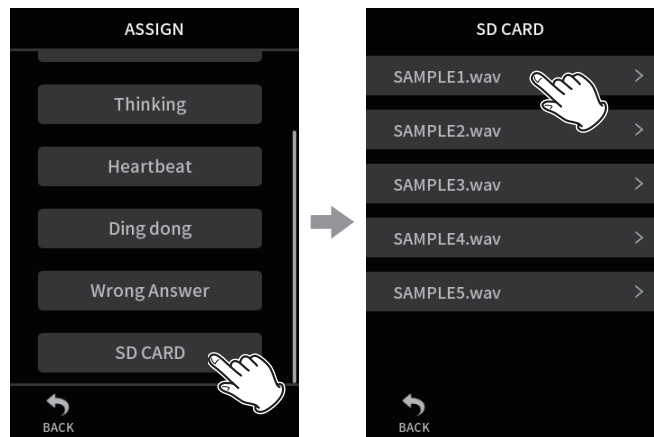 ASSIGN
Thinking
Heartbeat
Ding dong
Wrong Answer
SD CARD
BACK
SD CARD
SAMPLE1.wav
SAMPLE2.wav
SAMPLE3.wav
SAMPLE4.wav
SAMPLE5.wav
BACK